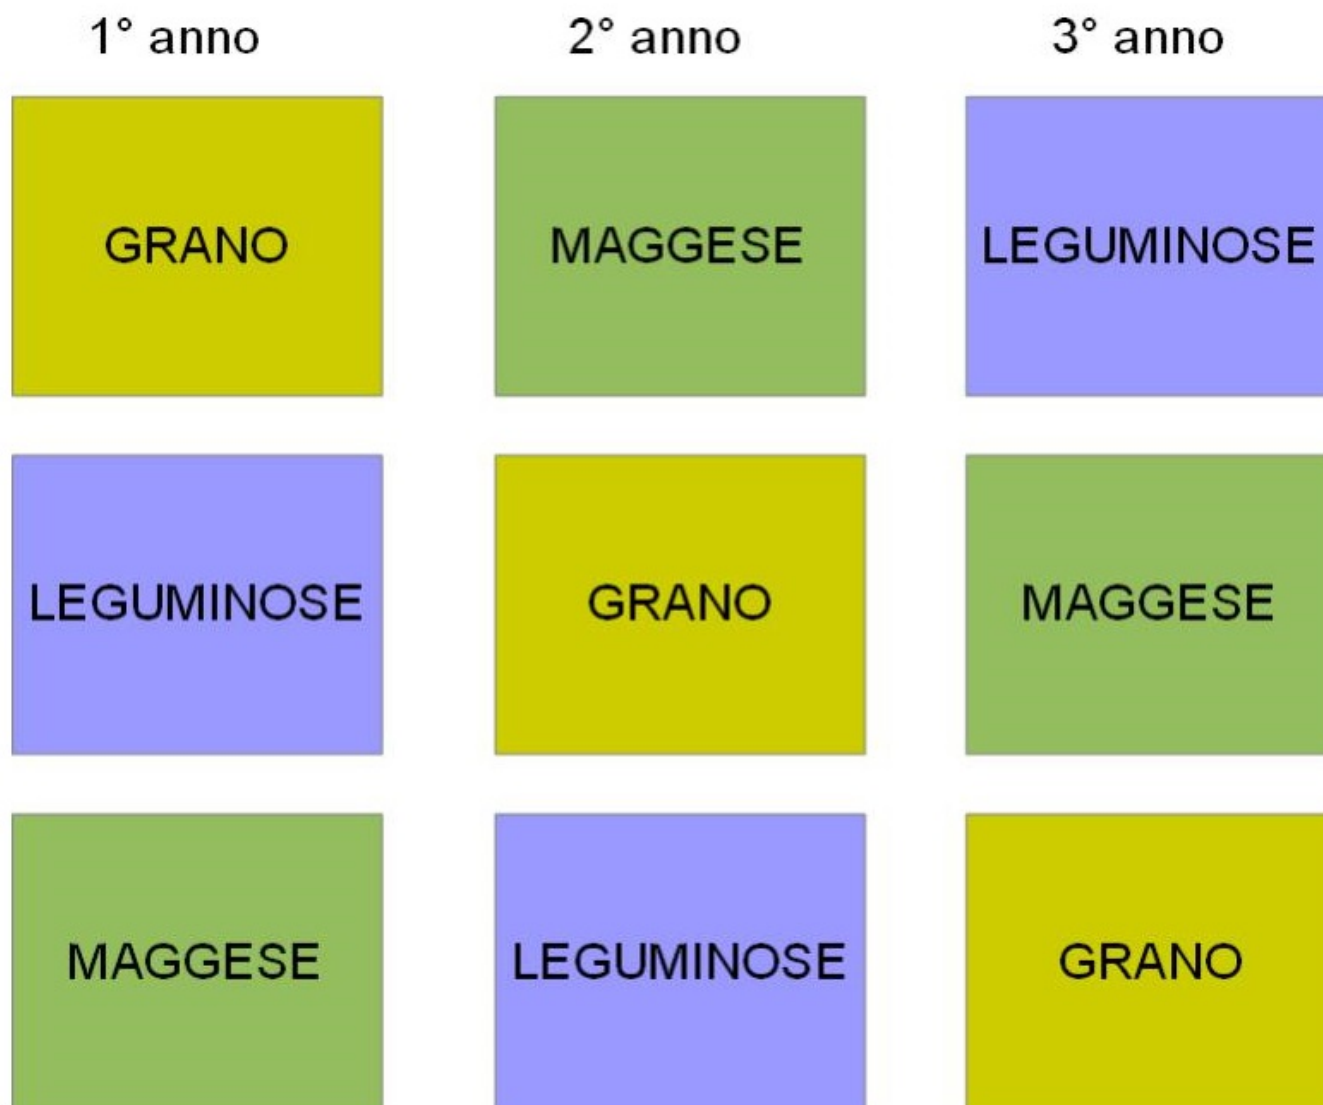 1° anno 2° anno 3° anno
GRANO MAGGESE LEGUMINOSE
LEGUMINOSE GRANO MAGGESE
MAGGESE LEGUMINOSE GRANO